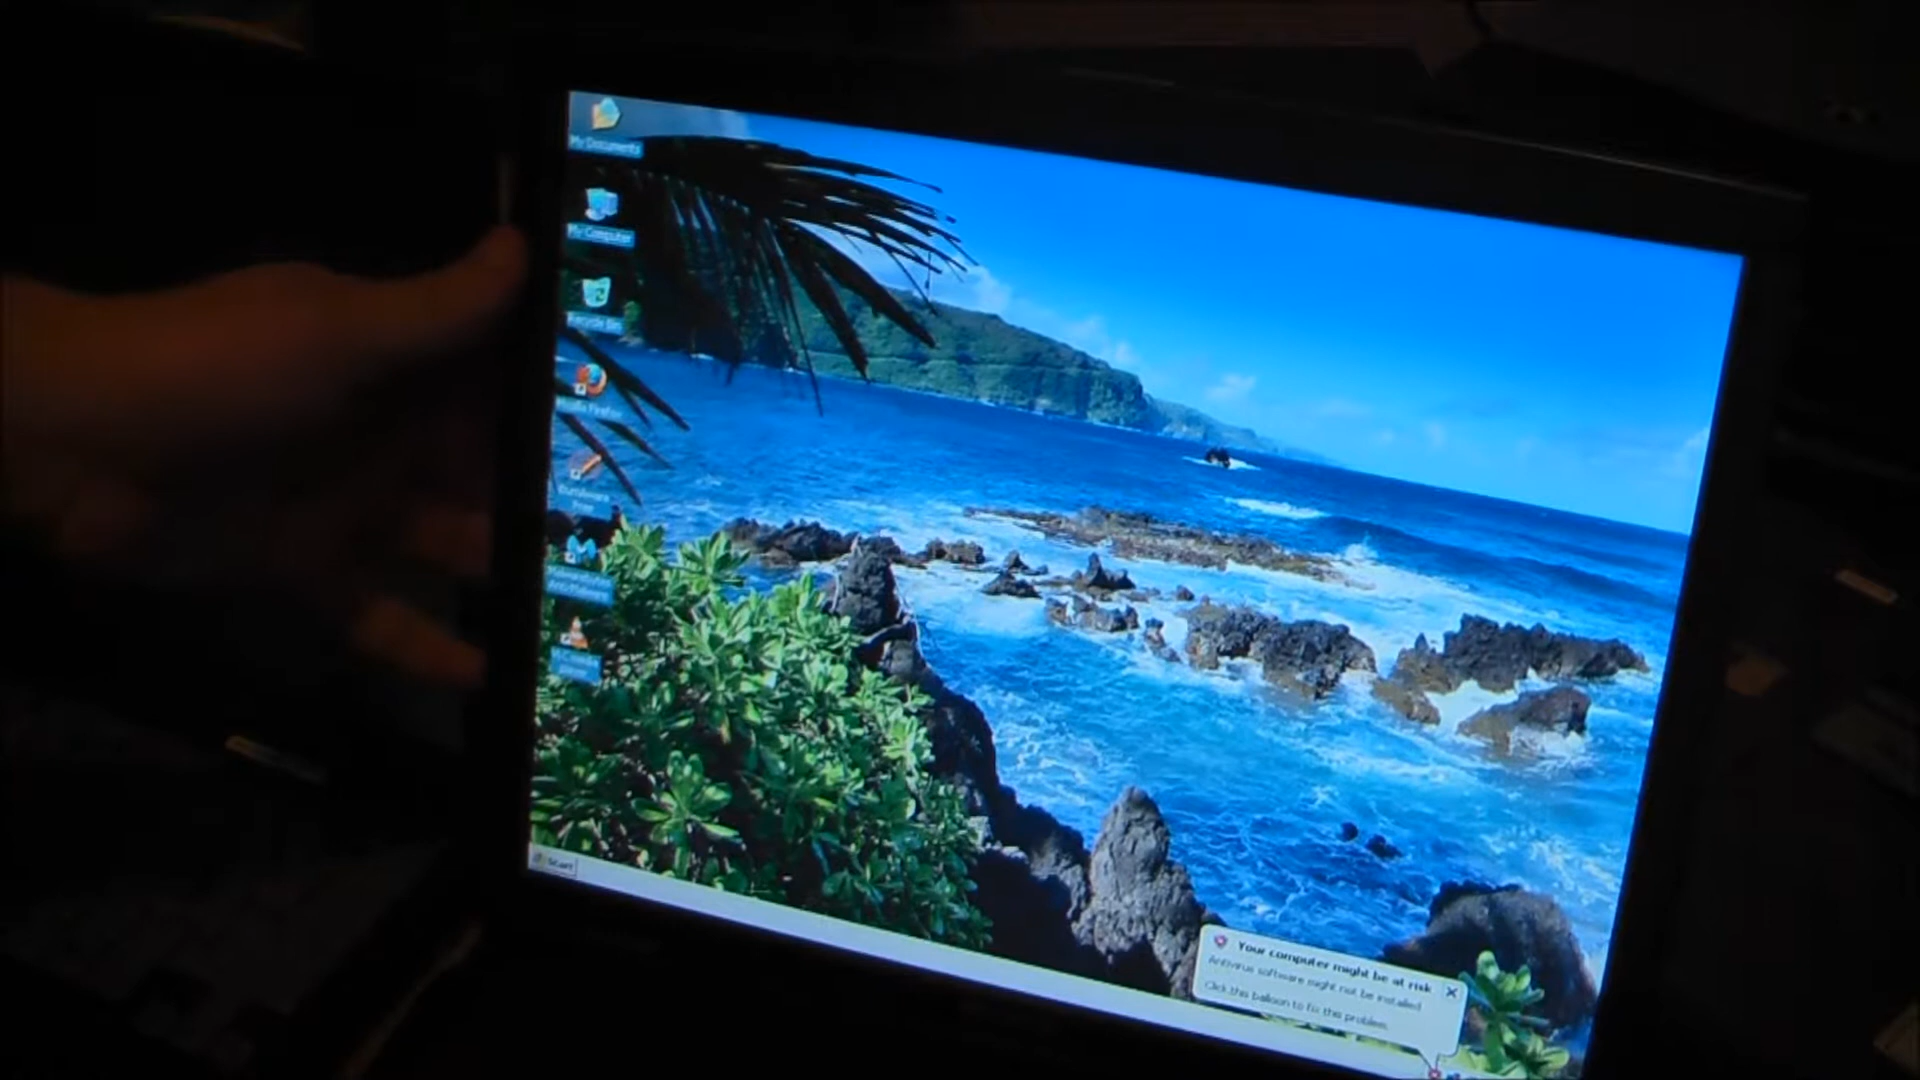 My Documents
My Computer
Recycle Bin
Mozilla Firefox
Start
Your computer might be at risk
Antivirus software might not be installed
Click this balloon to fix this problem.